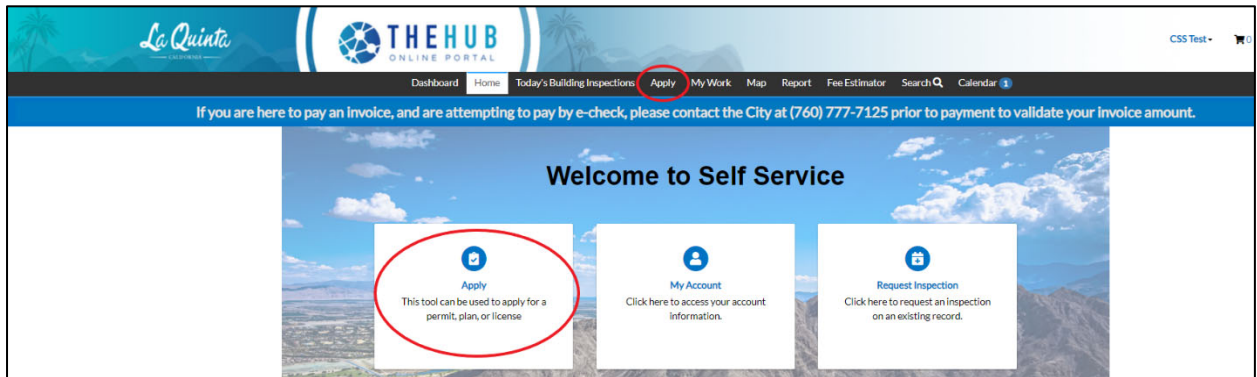 La Quinta
CALIFORNIA
THE HUB
ONLINE PORTAL
CSS Test
0
Dashboard Home Today's Building Inspections Apply My Work Map Report Fee Estimator Search Calendar 1
If you are here to pay an invoice, and are attempting to pay by e-check, please contact the City at (760) 777-7125 prior to payment to validate your invoice amount.
Welcome to Self Service
Apply
This tool can be used to apply for a
permit, plan, or license
My Account
Click here to access your account
information.
Request Inspection
Click here to request an inspection
on an existing record.